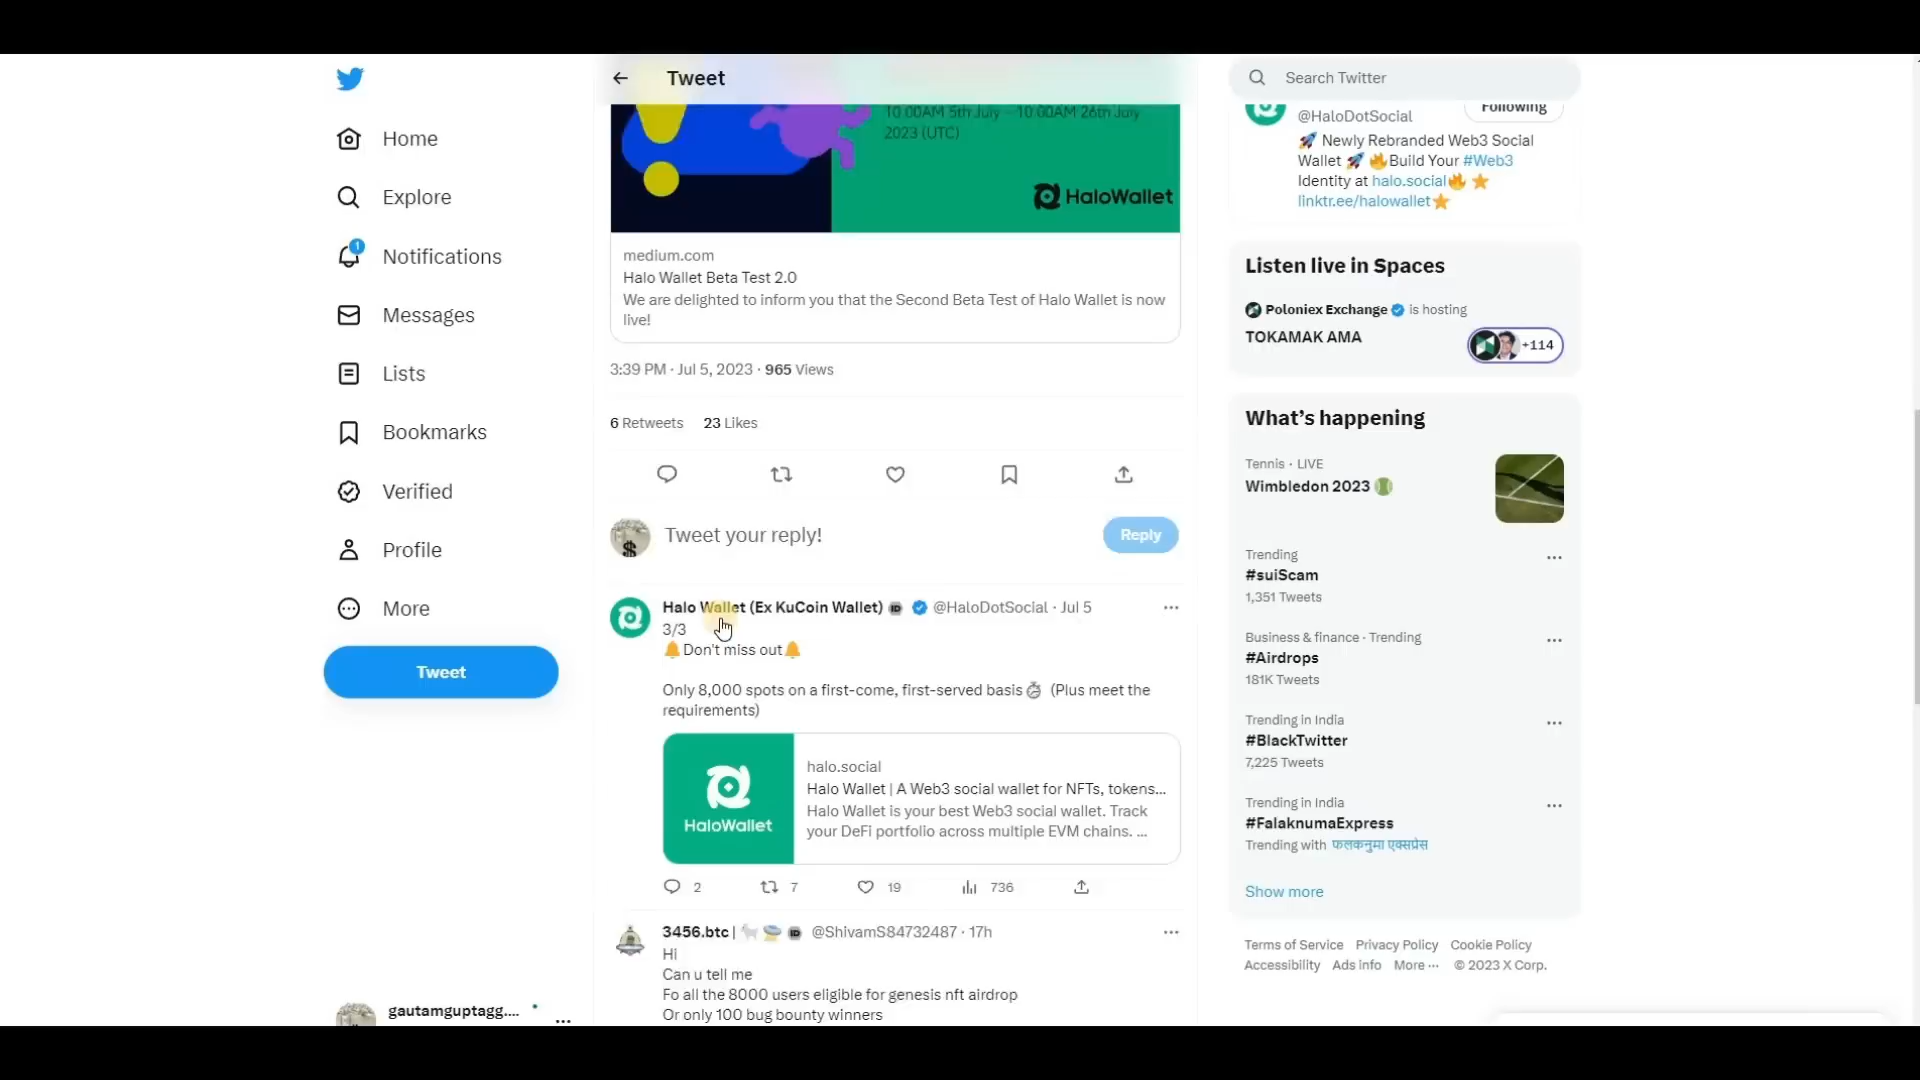 Home
Explore
1
Notifications
Messages
Lists
Bookmarks
Verified
Profile
More
Tweet
gautamguptagg....
Tweet
10:00AM 5th July – 10:00AM 26th July
2023 (UTC)
HaloWallet
medium.com
Halo Wallet Beta Test 2.0
We are delighted to inform you that the Second Beta Test of Halo Wallet is now
live!
3:39 PM · Jul 5, 2023 · 965 Views
6 Retweets 23 Likes
Tweet your reply!
Reply
Halo Wallet (Ex KuCoin Wallet) ID @HaloDotSocial · Jul 5
3/3
🔔Don't miss out🔔
Only 8,000 spots on a first-come, first-served basis⏱ (Plus meet the
requirements)
HaloWallet
halo.social
Halo Wallet | A Web3 social wallet for NFTs, tokens...
Halo Wallet is your best Web3 social wallet. Track
your DeFi portfolio across multiple EVM chains. ...
2 7 19 736
3456.btc | ID @ShivamS84732487 · 17h
Hi
Can u tell me
Fo all the 8000 users eligible for genesis nft airdrop
Or only 100 bug bounty winners
Search Twitter
Following
@HaloDotSocial
🚀 Newly Rebranded Web3 Social
Wallet 🚀 🔥Build Your #Web3
Identity at halo.social🔥 ⭐
linktr.ee/halowallet⭐
Listen live in Spaces
Poloniex Exchange is hosting
TOKAMAK AMA
+114
What's happening
Tennis · LIVE
Wimbledon 2023 🎾
Trending
#suiScam
1,351 Tweets
Business & finance · Trending
#Airdrops
181K Tweets
Trending in India
#BlackTwitter
7,225 Tweets
Trending in India
#FalaknumaExpress
Trending with फलकनुमा एक्सप्रेस
Show more
Terms of Service Privacy Policy Cookie Policy
Accessibility Ads info More ··· © 2023 X Corp.